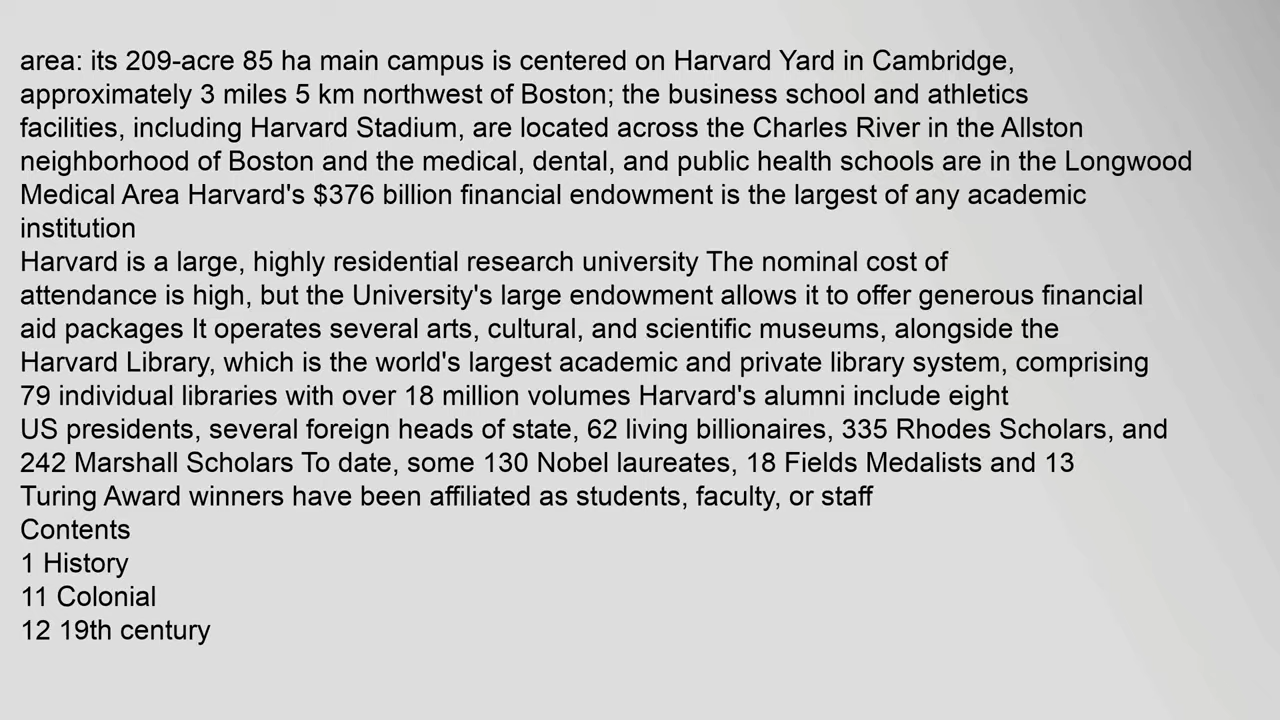 area: its 209-acre 85 ha main campus is centered on Harvard Yard in Cambridge,
approximately 3 miles 5 km northwest of Boston; the business school and athletics
facilities, including Harvard Stadium, are located across the Charles River in the Allston
neighborhood of Boston and the medical, dental, and public health schools are in the Longwood
Medical Area Harvard's $376 billion financial endowment is the largest of any academic
institution
Harvard is a large, highly residential research university The nominal cost of
attendance is high, but the University's large endowment allows it to offer generous financial
aid packages It operates several arts, cultural, and scientific museums, alongside the
Harvard Library, which is the world's largest academic and private library system, comprising
79 individual libraries with over 18 million volumes Harvard's alumni include eight
US presidents, several foreign heads of state, 62 living billionaires, 335 Rhodes Scholars, and
242 Marshall Scholars To date, some 130 Nobel laureates, 18 Fields Medalists and 13
Turing Award winners have been affiliated as students, faculty, or staff
Contents
1 History
11 Colonial
12 19th century